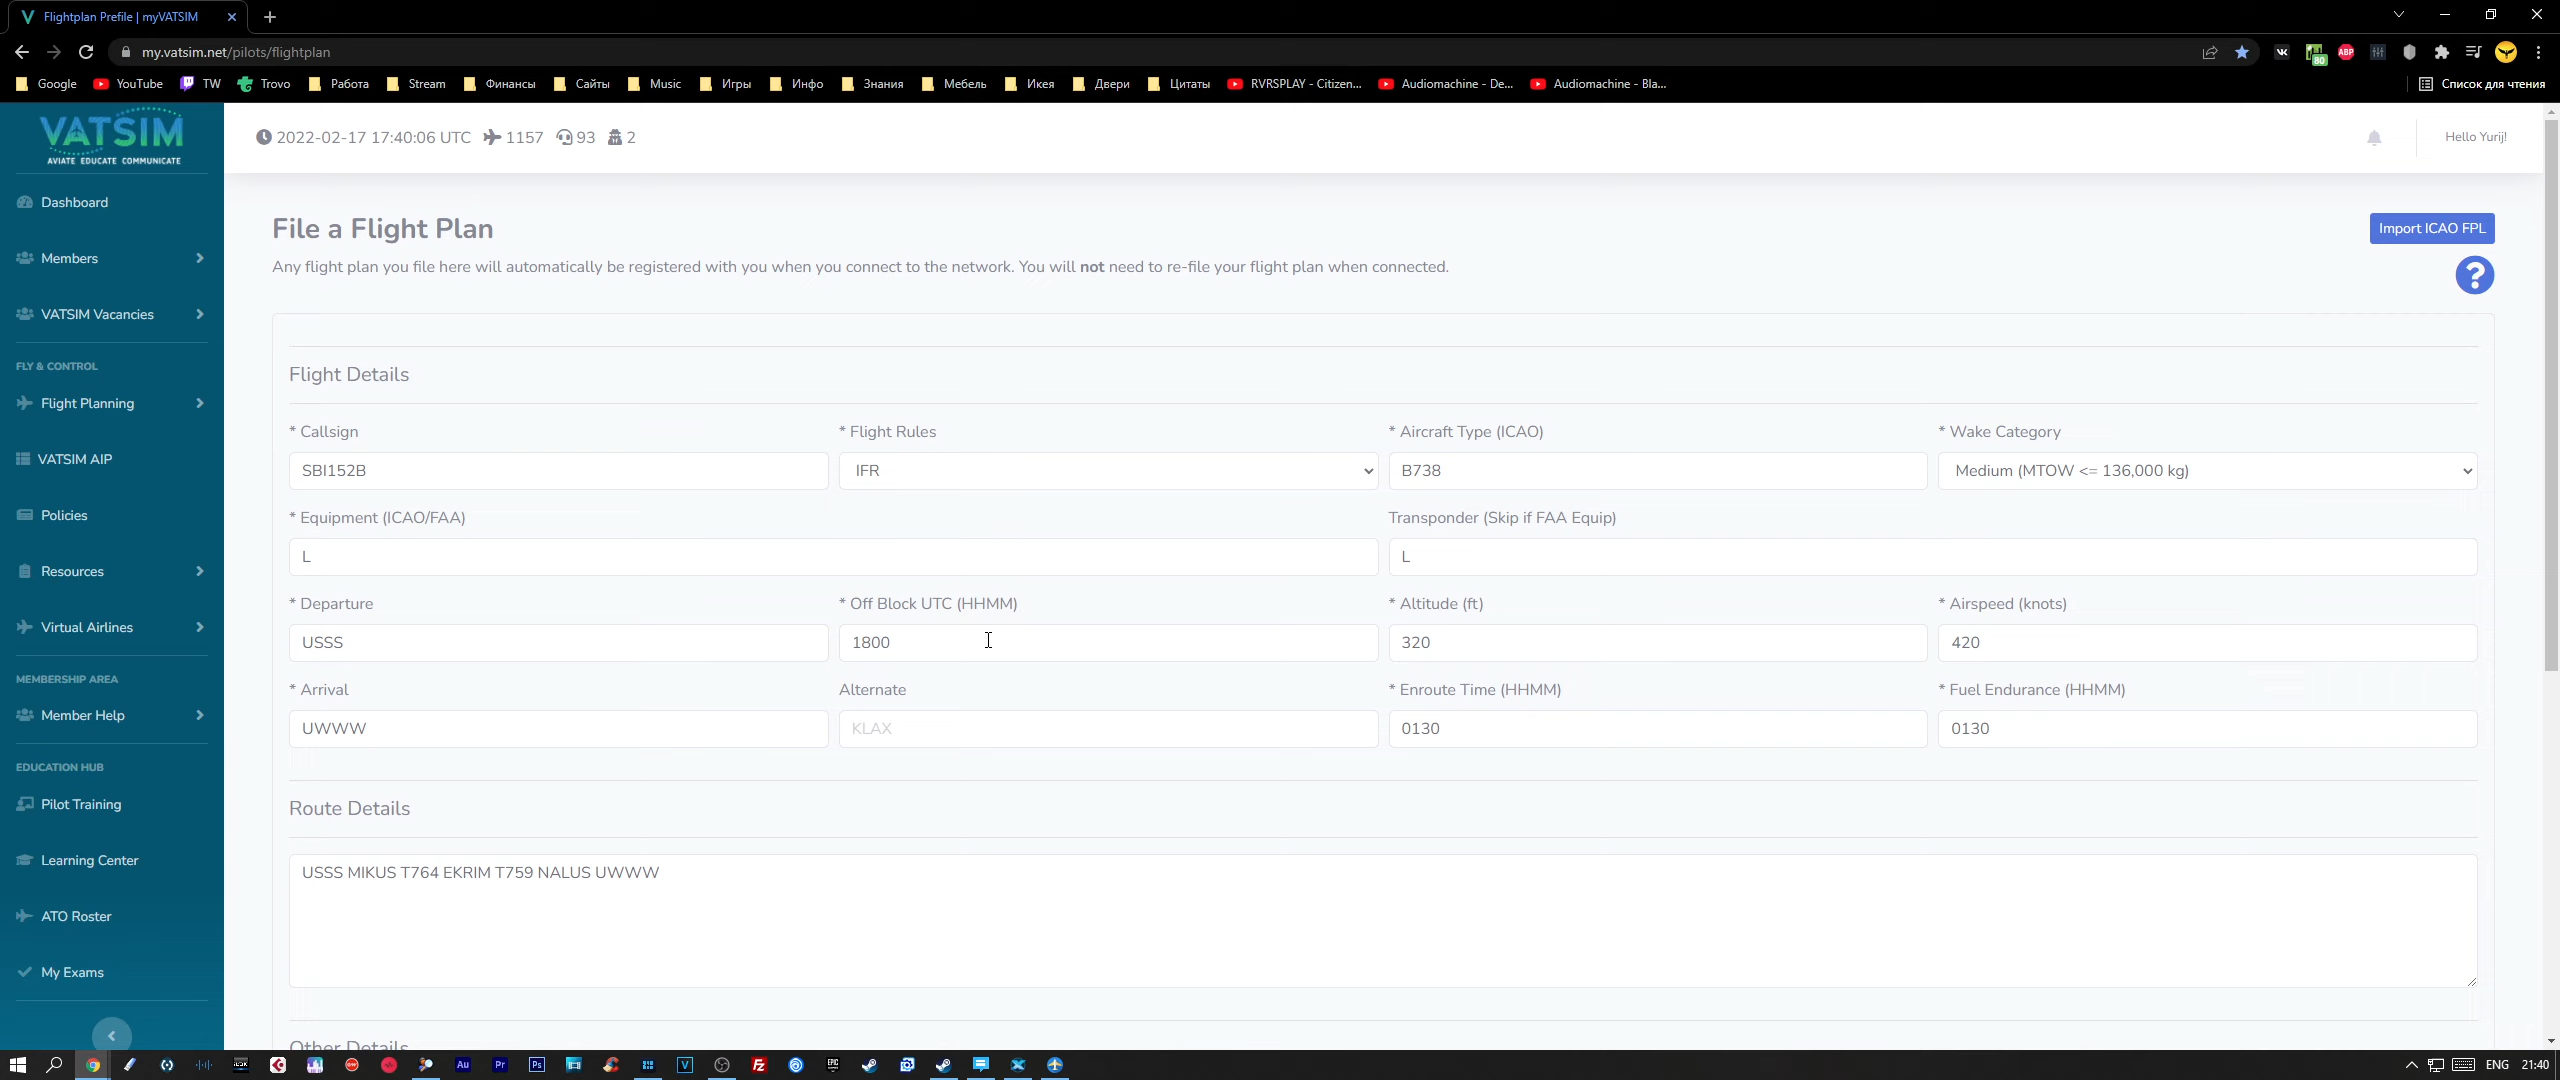 Flightplan Prefile | myVATSIM
my.vatsim.net/pilots/flightplan
80
ABP
Google YouTube TW Trovo Работа Stream Финансы Сайты Music Игры Инфо Знания Мебель Икея Двери Цитаты RVRSPLAY - Citizen... Audiomachine - De... Audiomachine - Bla... Список для чтения
VATSIM
AVIATE EDUCATE COMMUNICATE
Dashboard
Members
VATSIM Vacancies
FLY & CONTROL
Flight Planning
VATSIM AIP
Policies
Resources
Virtual Airlines
MEMBERSHIP AREA
Member Help
EDUCATION HUB
Pilot Training
Learning Center
ATO Roster
My Exams
2022-02-17 17:40:06 UTC 1157 93 2
Hello Yurij!
File a Flight Plan
Import ICAO FPL
Any flight plan you file here will automatically be registered with you when you connect to the network. You will not need to re-file your flight plan when connected.
?
Flight Details
* Callsign * Flight Rules * Aircraft Type (ICAO) * Wake Category
SBI152B IFR B738 Medium (MTOW <= 136,000 kg)
* Equipment (ICAO/FAA) Transponder (Skip if FAA Equip)
L L
* Departure * Off Block UTC (HHMM) * Altitude (ft) * Airspeed (knots)
USSS 1800 320 420
* Arrival Alternate * Enroute Time (HHMM) * Fuel Endurance (HHMM)
UWWW KLAX 0130 0130
Route Details
USSS MIKUS T764 EKRIM T759 NALUS UWWW
Other Details
Au Pr Ps V FZ EPIC ENG 21:40